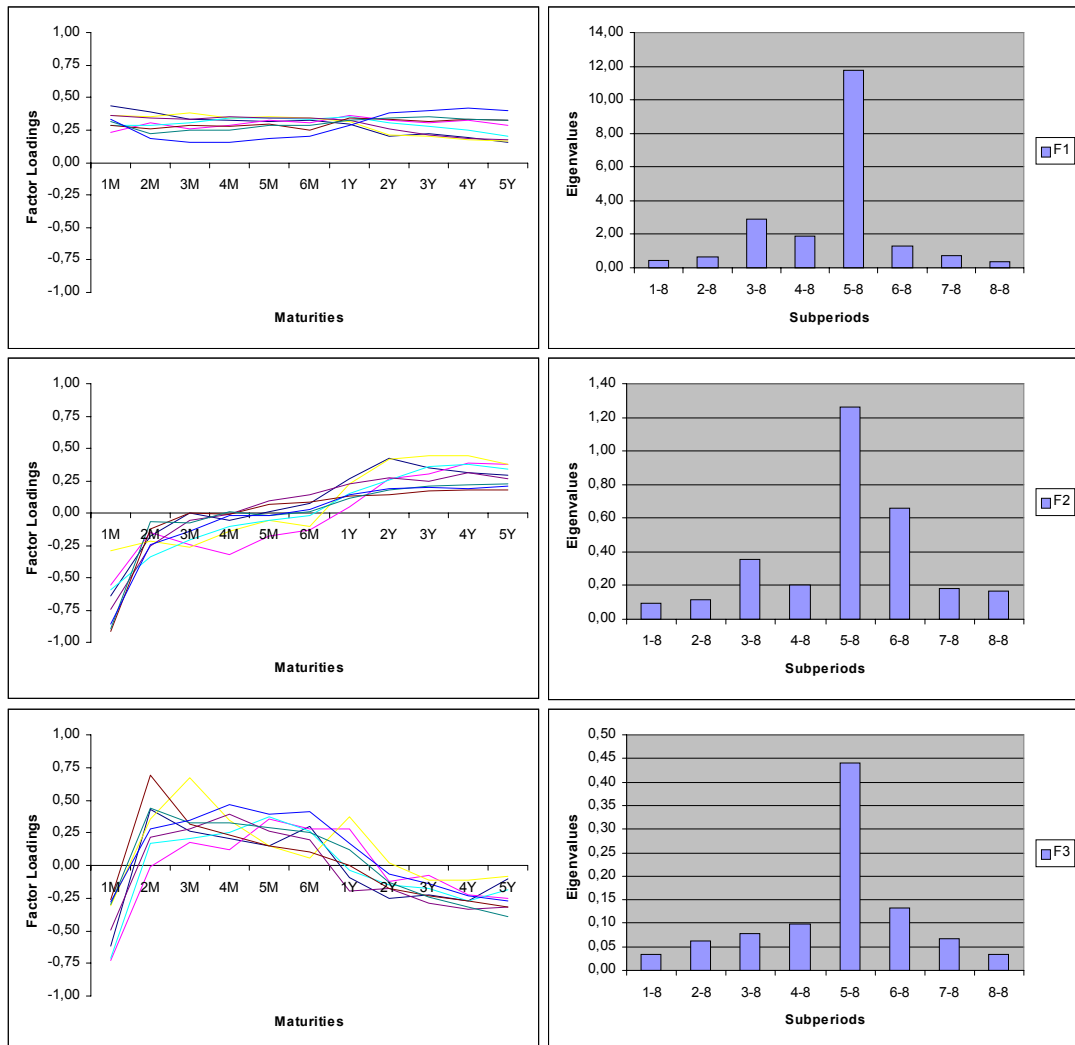 1,00
0,75
0,50
0,25
0,00
-0,25
-0,50
-0,75
-1,00
1M 2M 3M 4M 5M 6M 1Y 2Y 3Y 4Y 5Y
Factor Loadings
Maturities
14,00
12,00
10,00
8,00
6,00
4,00
2,00
0,00
1-8 2-8 3-8 4-8 5-8 6-8 7-8 8-8
Eigenvalues
Subperiods
F1
1,00
0,75
0,50
0,25
0,00
-0,25
-0,50
-0,75
-1,00
1M 2M 3M 4M 5M 6M 1Y 2Y 3Y 4Y 5Y
Factor Loadings
Maturities
1,40
1,20
1,00
0,80
0,60
0,40
0,20
0,00
1-8 2-8 3-8 4-8 5-8 6-8 7-8 8-8
Eigenvalues
Subperiods
F2
1,00
0,75
0,50
0,25
0,00
-0,25
-0,50
-0,75
-1,00
1M 2M 3M 4M 5M 6M 1Y 2Y 3Y 4Y 5Y
Factor Loadings
Maturities
0,50
0,45
0,40
0,35
0,30
0,25
0,20
0,15
0,10
0,05
0,00
1-8 2-8 3-8 4-8 5-8 6-8 7-8 8-8
Eigenvalues
Subperiods
F3